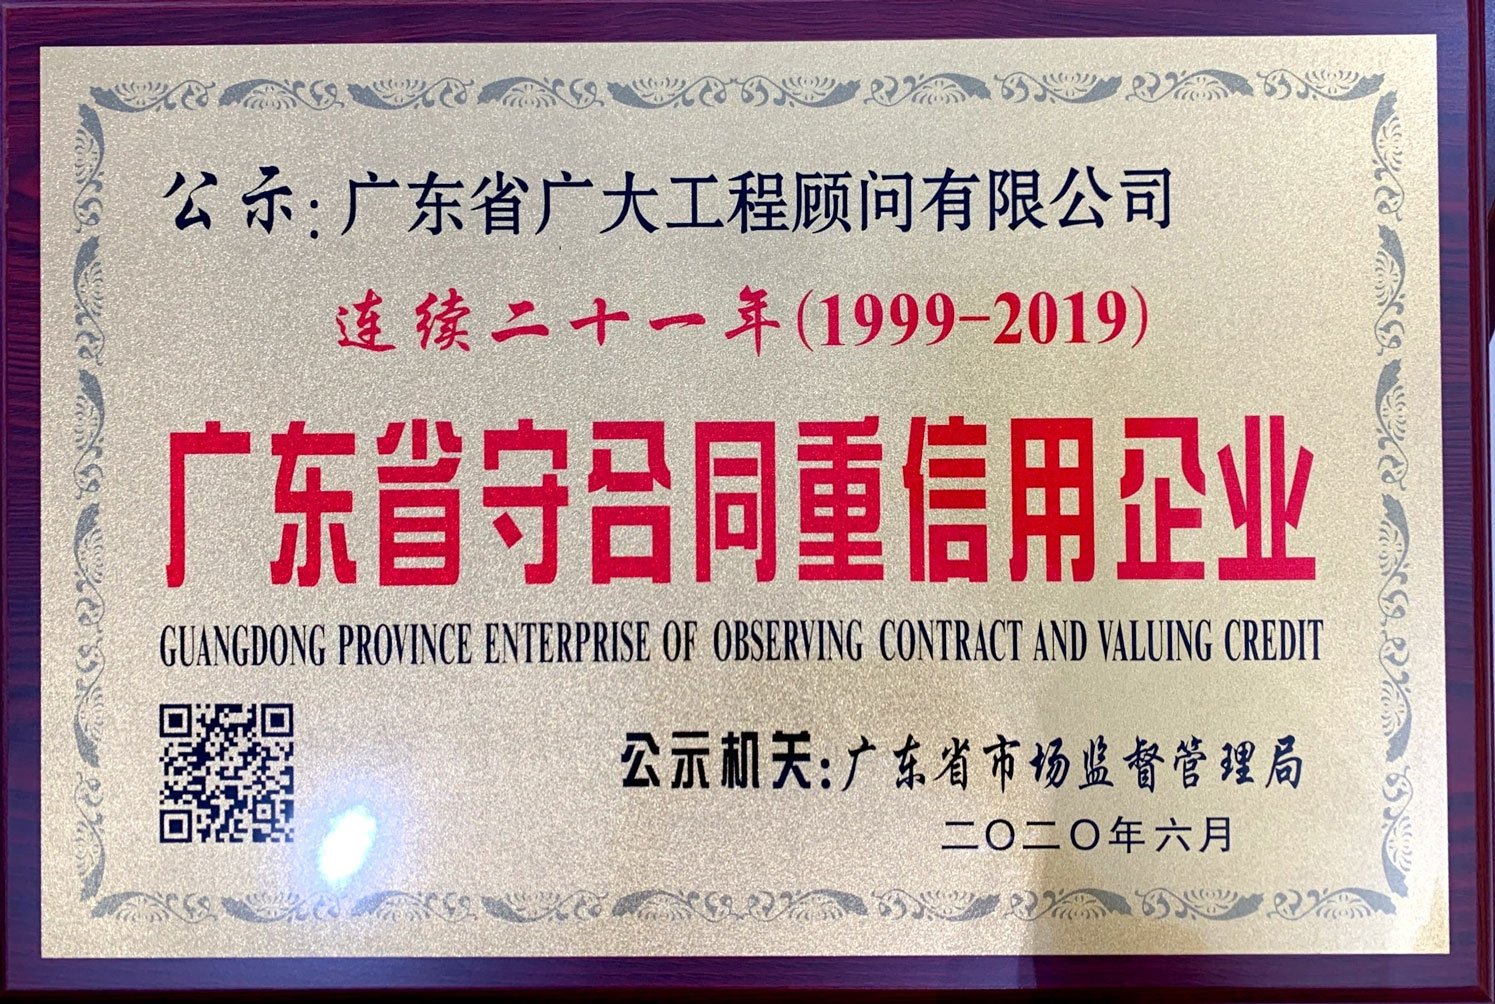 公示:广东省广大工程顾问有限公司
连续二十一年(1999-2019)
广东省守合同重信用企业
GUANGDONG PROVINCE ENTERPRISE OF OBSERVING CONTRACT AND VALUING CREDIT
公示机关:广东省市场监督管理局
二〇二〇年六月